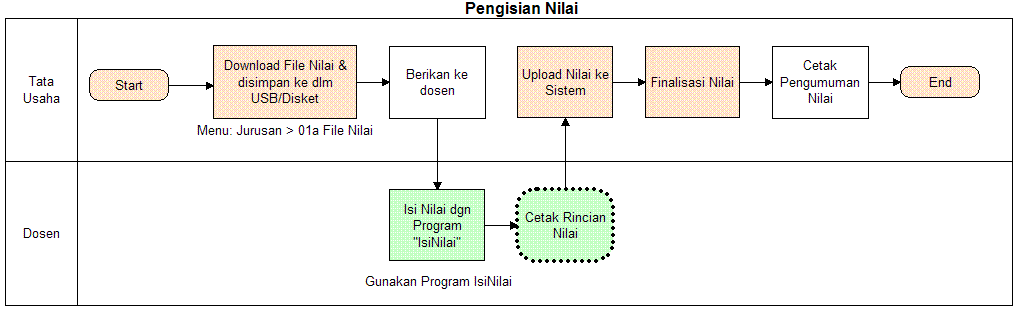 Pengisian Nilai
Tata
Usaha
Start
Download File Nilai &
disimpan ke dlm
USB/Disket
Menu: Jurusan > 01a File Nilai
Berikan ke
dosen
Upload Nilai ke
Sistem
Finalisasi Nilai
Cetak
Pengumuman
Nilai
End
Dosen
Isi Nilai dgn
Program
"IsiNilai"
Gunakan Program IsiNilai
Cetak Rincian
Nilai